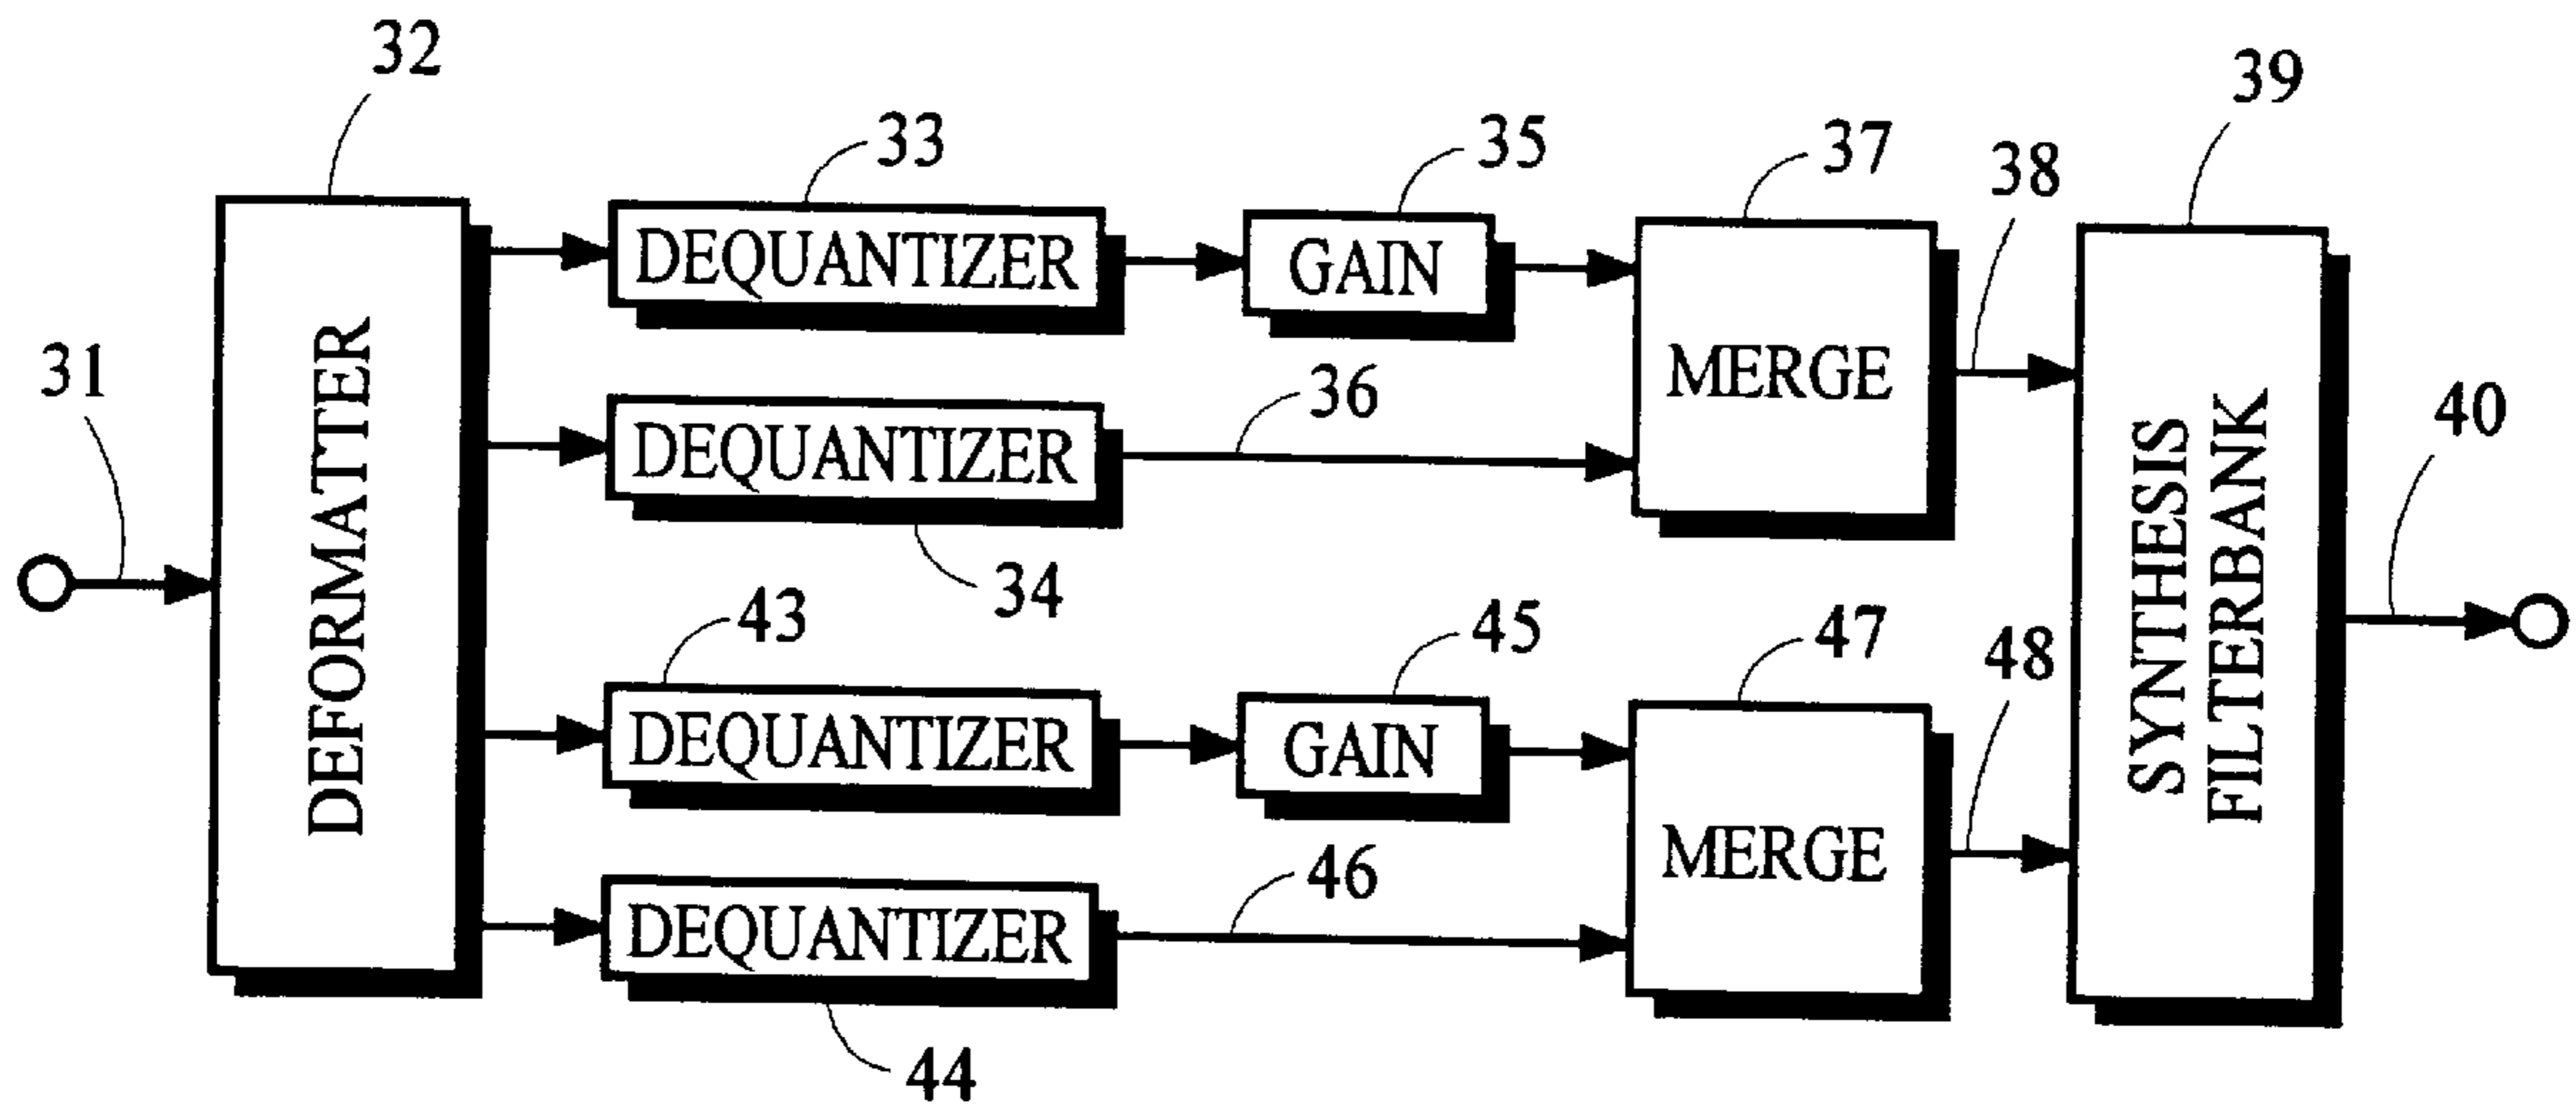 32
39
33
35
37
38
DEQUANTIZER
GAIN
31
MERGE
36
40
DEQUANTIZER
DEFORMATTER
SYNTHESIS
FILTERBANK
34
43
45
47
48
DEQUANTIZER
GAIN
MERGE
46
DEQUANTIZER
44